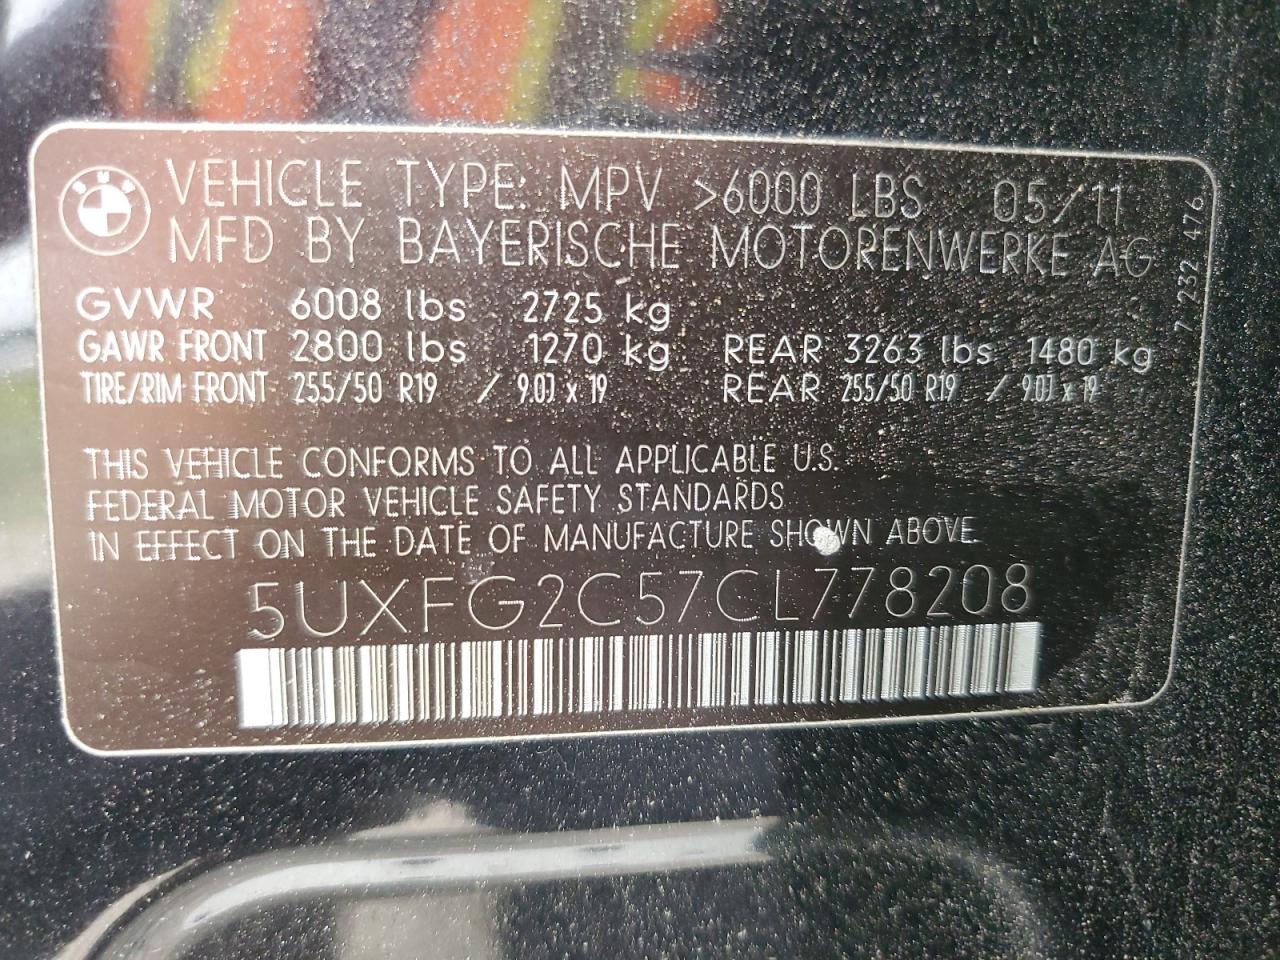 BMW
VEHICLE TYPE: MPV >6000 LBS 05/11
MFD BY BAYERISCHE MOTORENWERKE AG
GVWR 6008 lbs 2725 kg
GAWR FRONT 2800 lbs 1270 kg REAR 3263 lbs 1480 kg
TIRE/RIM FRONT 255/50 R19 / 9.0J x 19 REAR 255/50 R19 / 9.0J x 19
7 232 476
THIS VEHICLE CONFORMS TO ALL APPLICABLE U.S.
FEDERAL MOTOR VEHICLE SAFETY STANDARDS
IN EFFECT ON THE DATE OF MANUFACTURE SHOWN ABOVE.
5UXFG2C57CL778208